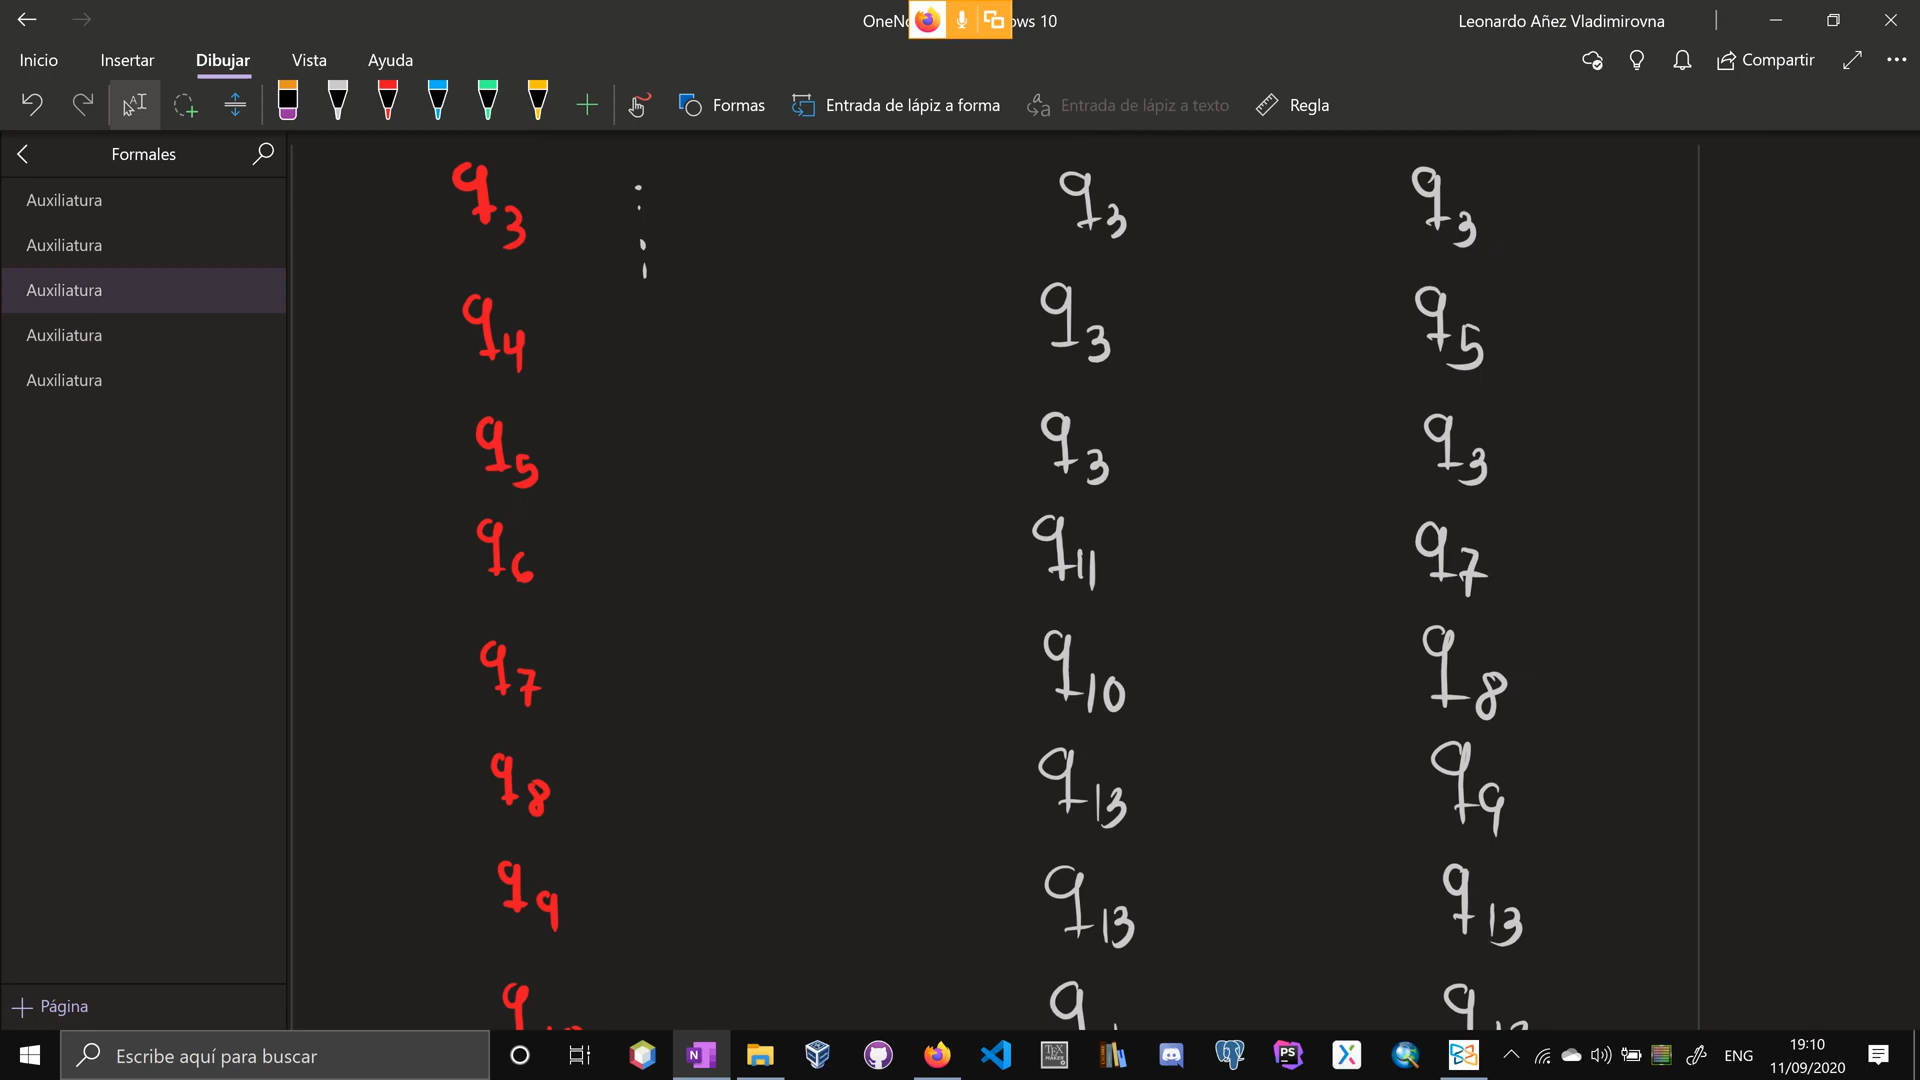 OneNo
ows 10
Leonardo Añez Vladimirovna
Inicio Insertar Dibujar Vista Ayuda
Compartir
Formas Entrada de lápiz a forma Entrada de lápiz a texto Regla
Formales
Auxiliatura
Auxiliatura
Auxiliatura
Auxiliatura
Auxiliatura
q3 q3 q3
q4 q3 q5
q5 q3 q3
q6 q11 q7
q7 q10 q8
q8 q13 q9
q9 q13 q13
q q q
Página
Escribe aquí para buscar
ENG
19:10
11/09/2020